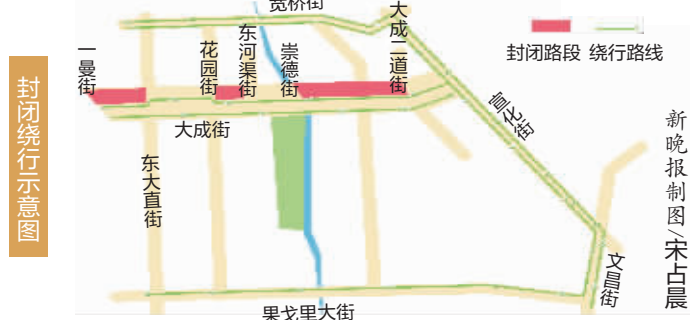 封闭绕行示意图
宽桥街
大成二道街
一曼街
花园街
东河渠街
崇德街
封闭路段
绕行路线
宣化街
大成街
东大直街
文昌街
果戈里大街
新晚报制图/宋占晨